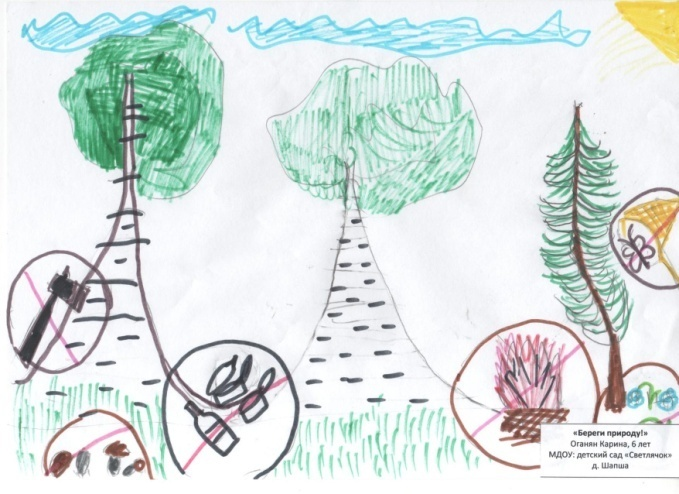 «Береги природу!»
Оганян Карина, 6 лет
МДОУ: детский сад «Светлячок»
д. Шапша